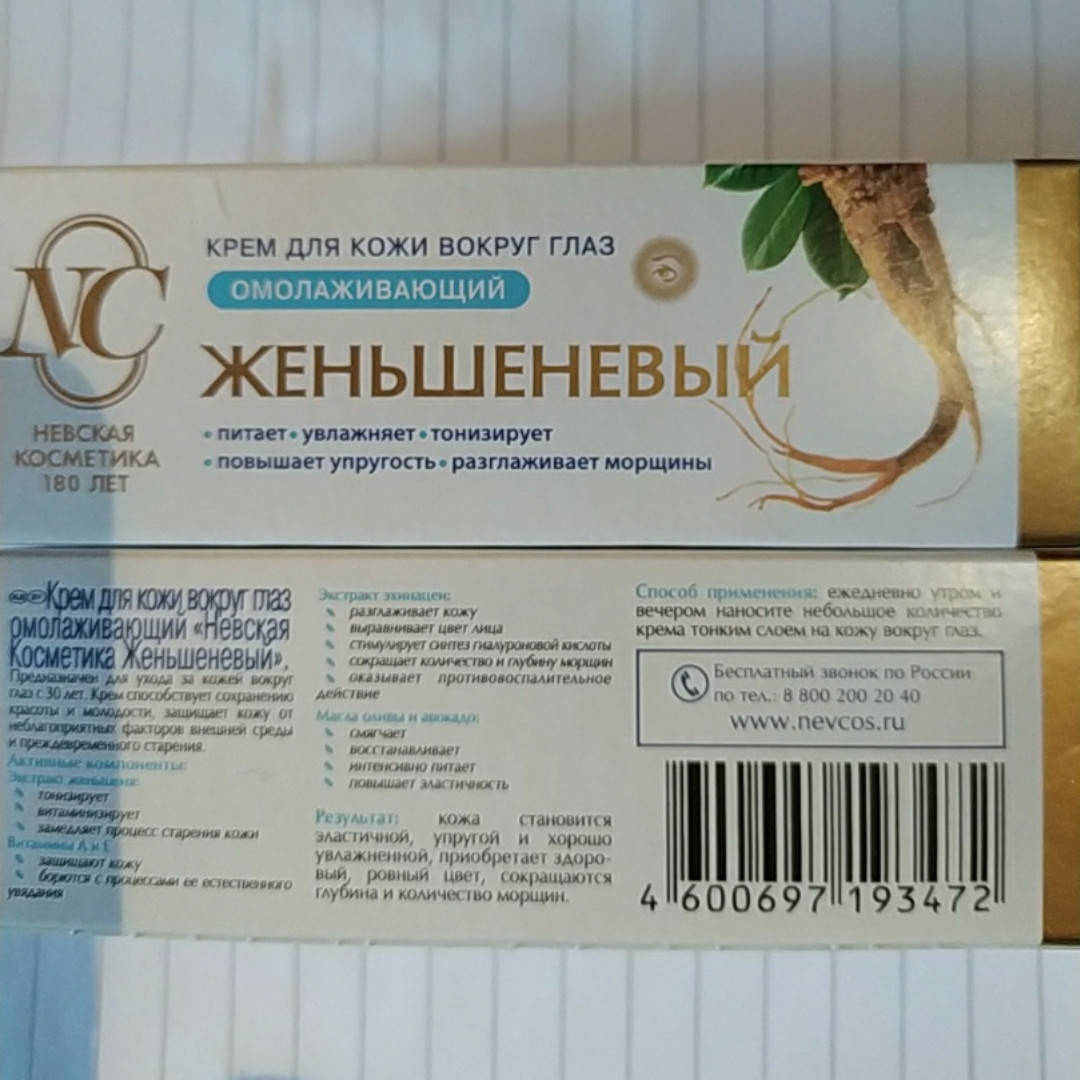 NC
НЕВСКАЯ
КОСМЕТИКА
180 ЛЕТ
КРЕМ ДЛЯ КОЖИ ВОКРУГ ГЛАЗ
ОМОЛАЖИВАЮЩИЙ
ЖЕНЬШЕНЕВЫЙ
• питает • увлажняет • тонизирует
• повышает упругость • разглаживает морщины
Крем для кожи вокруг глаз
омолаживающий «Невская
Косметика Женьшеневый».
Предназначен для ухода за кожей вокруг
глаз с 30 лет. Крем способствует сохранению
красоты и молодости, защищает кожу от
неблагоприятных факторов внешней среды
и преждевременного старения.
Активные компоненты:
Экстракт женьшеня:
тонизирует
витаминизирует
замедляет процесс старения кожи
Витамины А и Е
защищают кожу
борются с процессами ее естественного
увядания
Экстракт эхинацеи:
разглаживает кожу
выравнивает цвет лица
стимулирует синтез гиалуроновой кислоты
сокращает количество и глубину морщин
оказывает противовоспалительное
действие
Масла оливы и авокадо:
смягчает
восстанавливает
интенсивно питает
повышает эластичность
Результат: кожа становится
эластичной, упругой и хорошо
увлажненной, приобретает здоро-
вый, ровный цвет, сокращаются
глубина и количество морщин.
Способ применения: ежедневно утром и
вечером наносите небольшое количество
крема тонким слоем на кожу вокруг глаз.
Бесплатный звонок по России
по тел.: 8 800 200 20 40
www.nevcos.ru
4 600697 193472